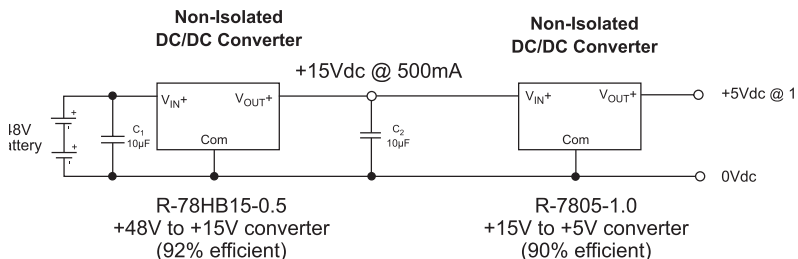 Non-Isolated
DC/DC Converter
Non-Isolated
DC/DC Converter
+15Vdc @ 500mA
VIN+
VOUT+
Com
VIN+
VOUT+
Com
+5Vdc @ 1
+
-
+
-
C1
10µF
C2
10µF
0Vdc
R-78HB15-0.5
+48V to +15V converter
(92% efficient)
R-7805-1.0
+15V to +5V converter
(90% efficient)